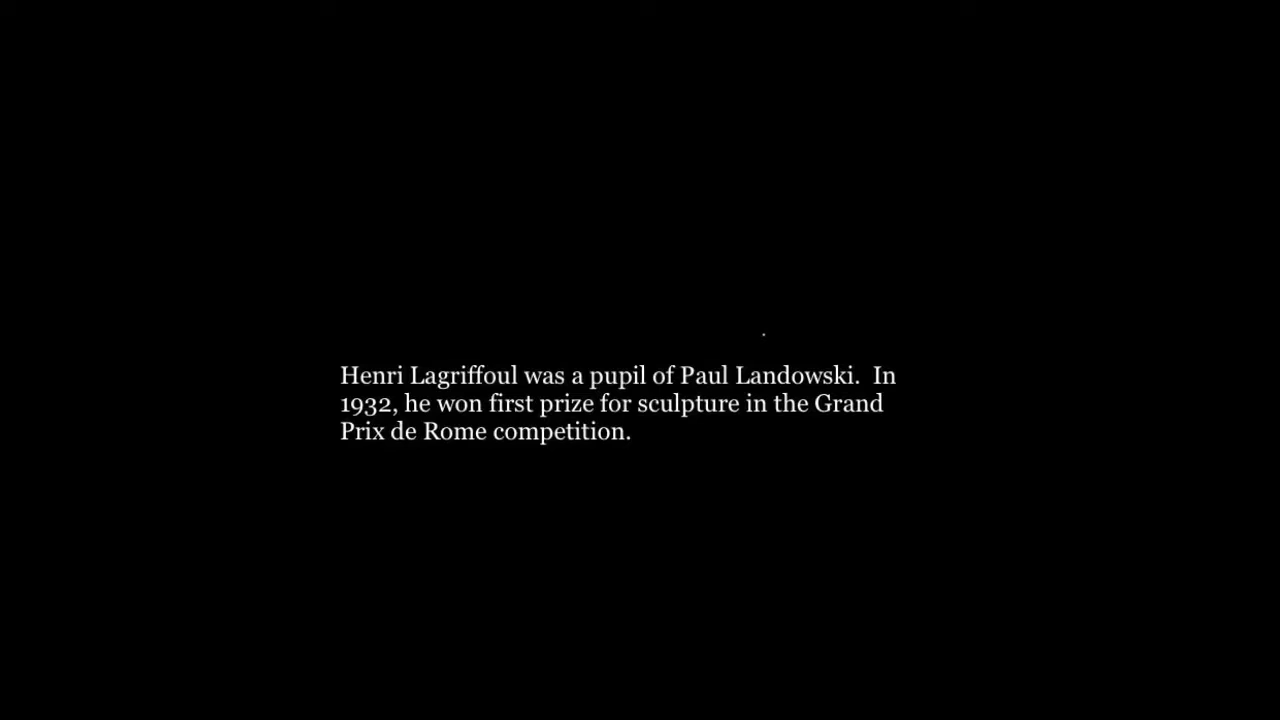 Henri Lagriffoul was a pupil of Paul Landowski.  In
1932, he won first prize for sculpture in the Grand
Prix de Rome competition.